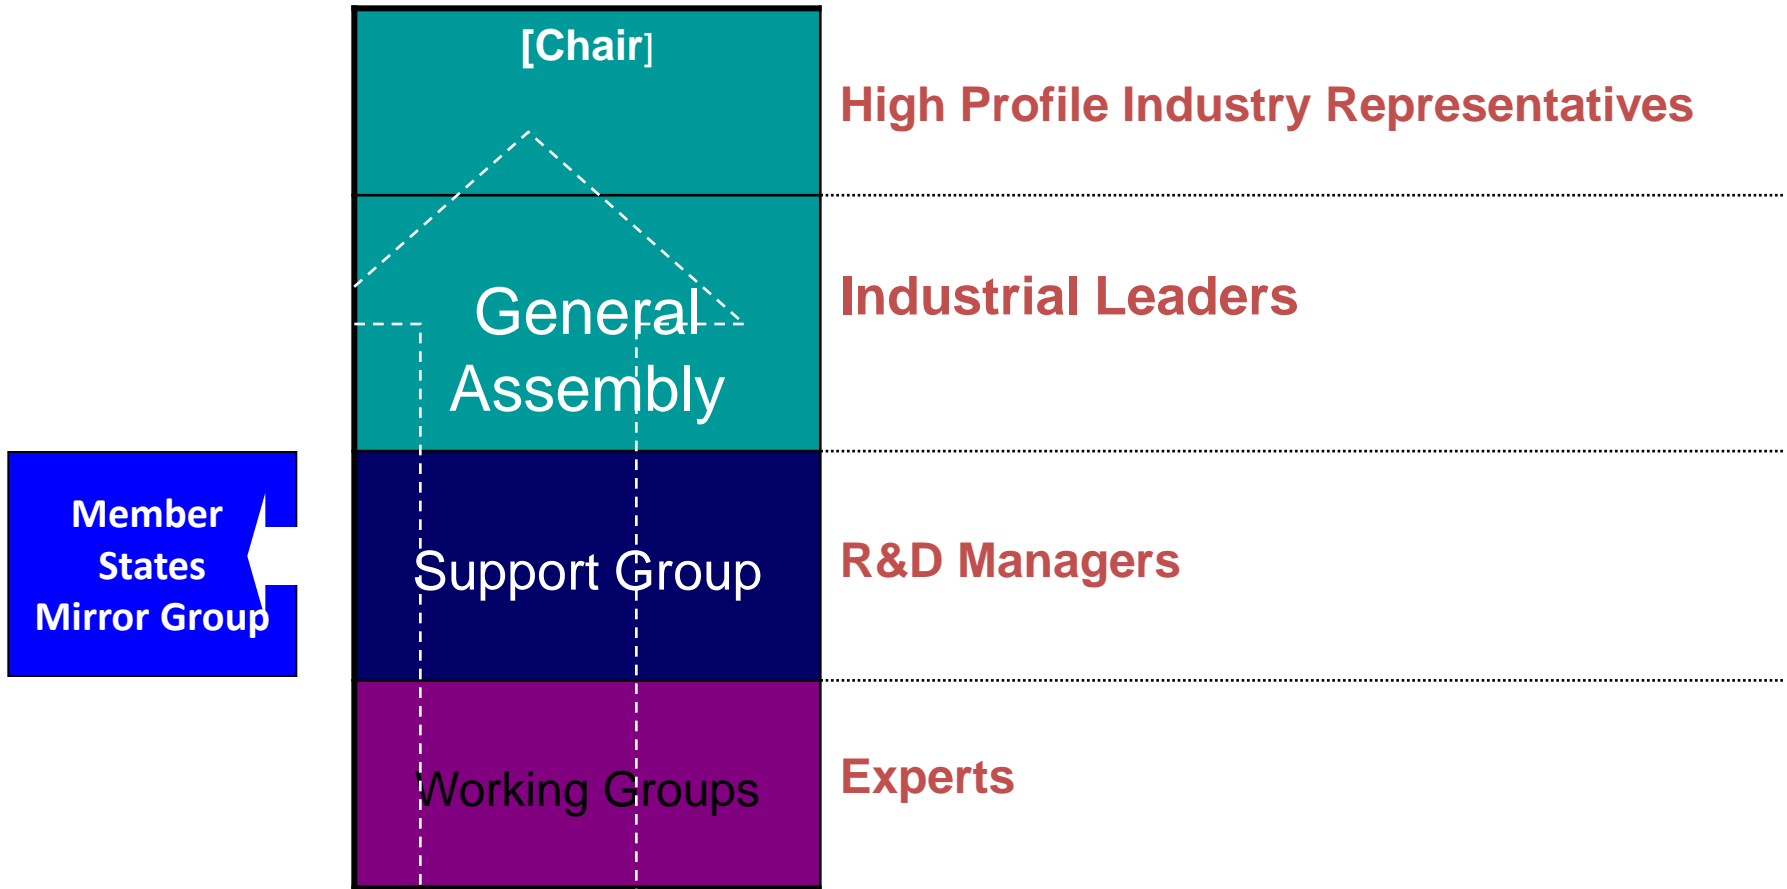 [Chair]
High Profile Industry Representatives
General
Assembly
Industrial Leaders
Member
States
Mirror Group
Support Group
R&D Managers
Working Groups
Experts